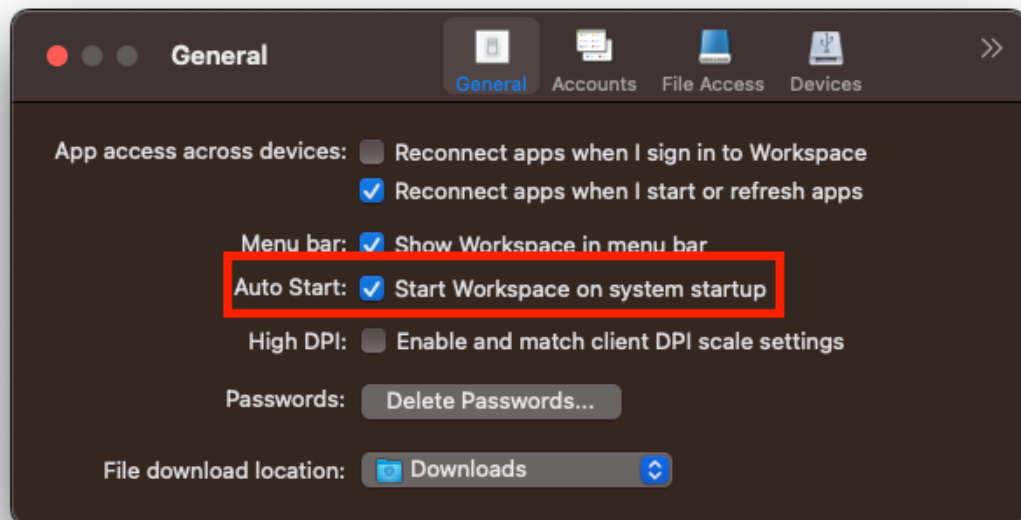 General
General Accounts File Access Devices
App access across devices: Reconnect apps when I sign in to Workspace
Reconnect apps when I start or refresh apps
Menu bar: Show Workspace in menu bar
Auto Start: Start Workspace on system startup
High DPI: Enable and match client DPI scale settings
Passwords: Delete Passwords...
File download location: Downloads